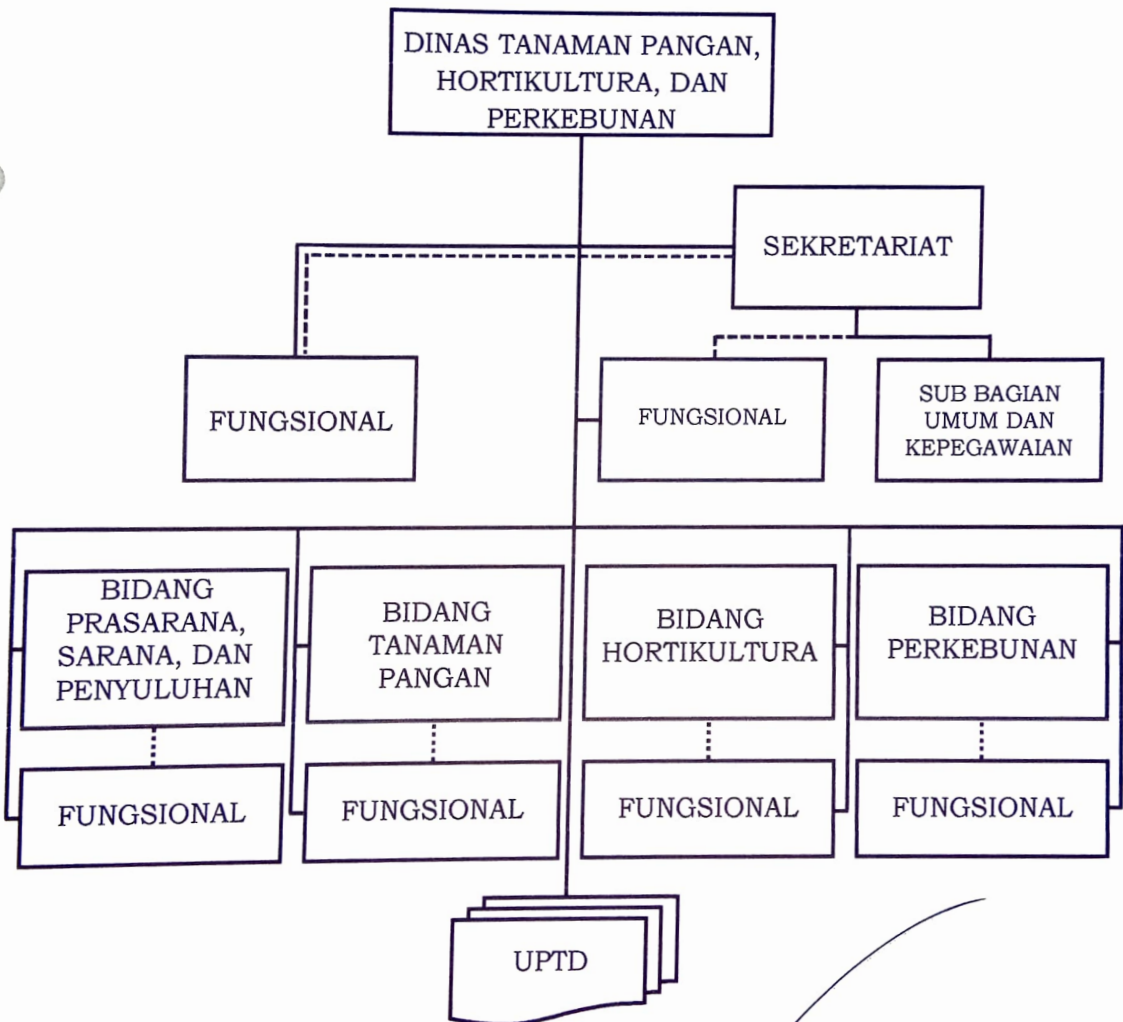 DINAS TANAMAN PANGAN,
HORTIKULTURA, DAN
PERKEBUNAN
SEKRETARIAT
FUNGSIONAL
FUNGSIONAL
SUB BAGIAN
UMUM DAN
KEPEGAWAIAN
BIDANG
PRASARANA,
SARANA, DAN
PENYULUHAN
BIDANG
TANAMAN
PANGAN
BIDANG
HORTIKULTURA
BIDANG
PERKEBUNAN
FUNGSIONAL
FUNGSIONAL
FUNGSIONAL
FUNGSIONAL
UPTD